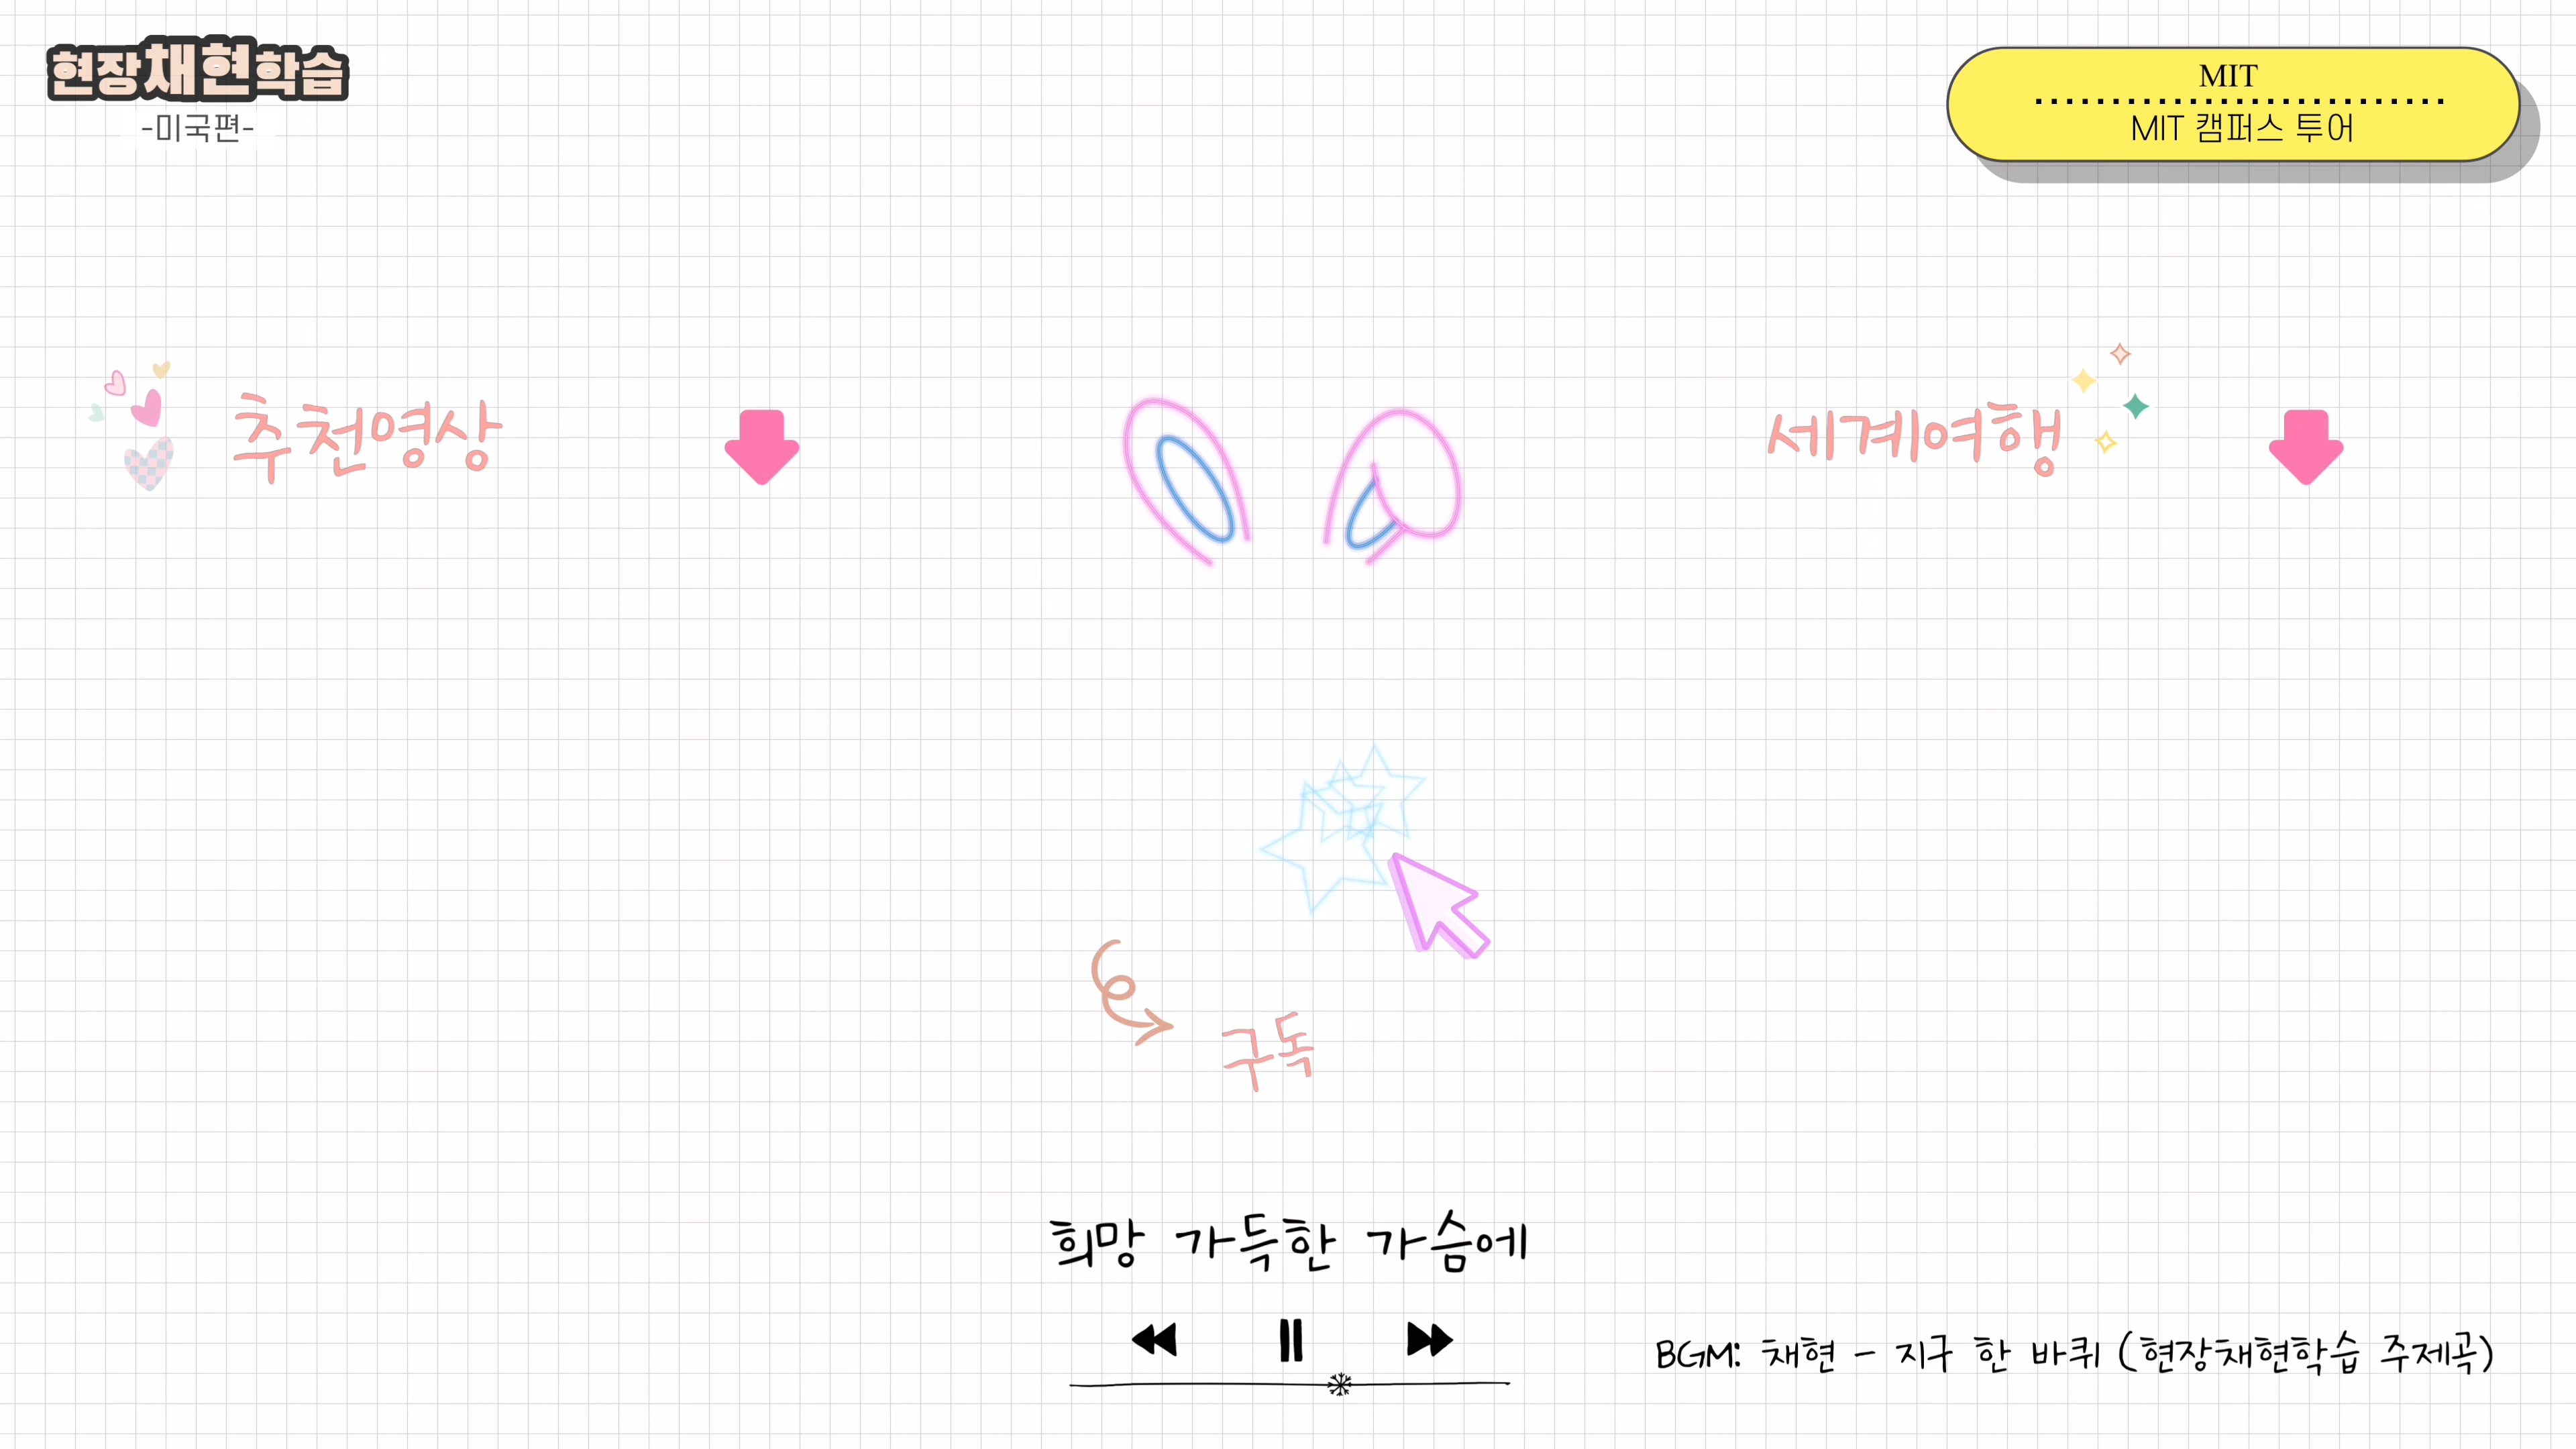 현장채현학습
-미국편-
MIT
MIT 캠퍼스 투어
추천영상
세계여행
구독
희망 가득한 가슴에
BGM: 채현 - 지구 한 바퀴 (현장채현학습 주제곡)